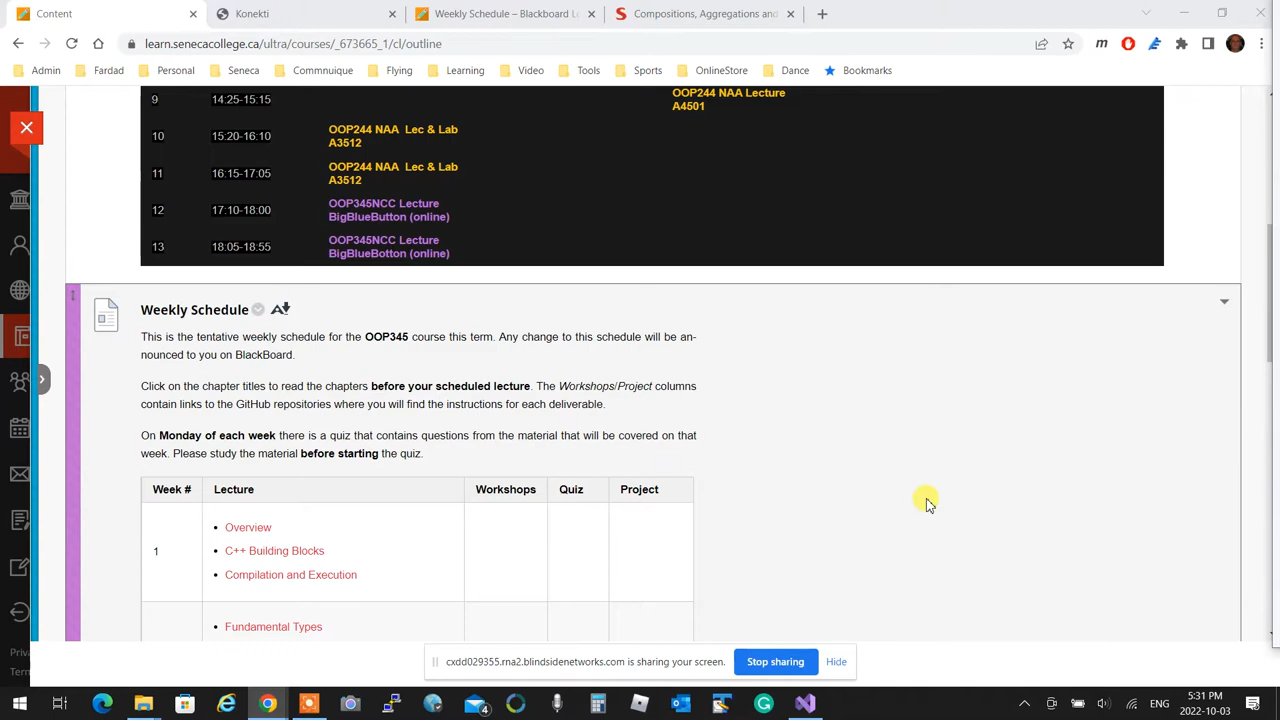 Content
Konekti
Weekly Schedule – Blackboard Le
Compositions, Aggregations and
learn.senecacollege.ca/ultra/courses/_673665_1/cl/outline
Admin
Fardad
Personal
Seneca
Commnuique
Flying
Learning
Video
Tools
Sports
OnlineStore
Dance
Bookmarks
9 14:25-15:15 OOP244 NAA Lecture
A4501
10 15:20-16:10 OOP244 NAA Lec & Lab
A3512
11 16:15-17:05 OOP244 NAA Lec & Lab
A3512
12 17:10-18:00 OOP345NCC Lecture
BigBlueButton (online)
13 18:05-18:55 OOP345NCC Lecture
BigBlueBotton (online)
Weekly Schedule
This is the tentative weekly schedule for the OOP345 course this term. Any change to this schedule will be an-
nounced to you on BlackBoard.
Click on the chapter titles to read the chapters before your scheduled lecture. The Workshops/Project columns
contain links to the GitHub repositories where you will find the instructions for each deliverable.
On Monday of each week there is a quiz that contains questions from the material that will be covered on that
week. Please study the material before starting the quiz.
Week # Lecture Workshops Quiz Project
Overview
1 C++ Building Blocks
Compilation and Execution
Fundamental Types
Priva
Term
cxdd029355.rna2.blindsidenetworks.com is sharing your screen. Stop sharing Hide
4
ENG
5:31 PM
2022-10-03